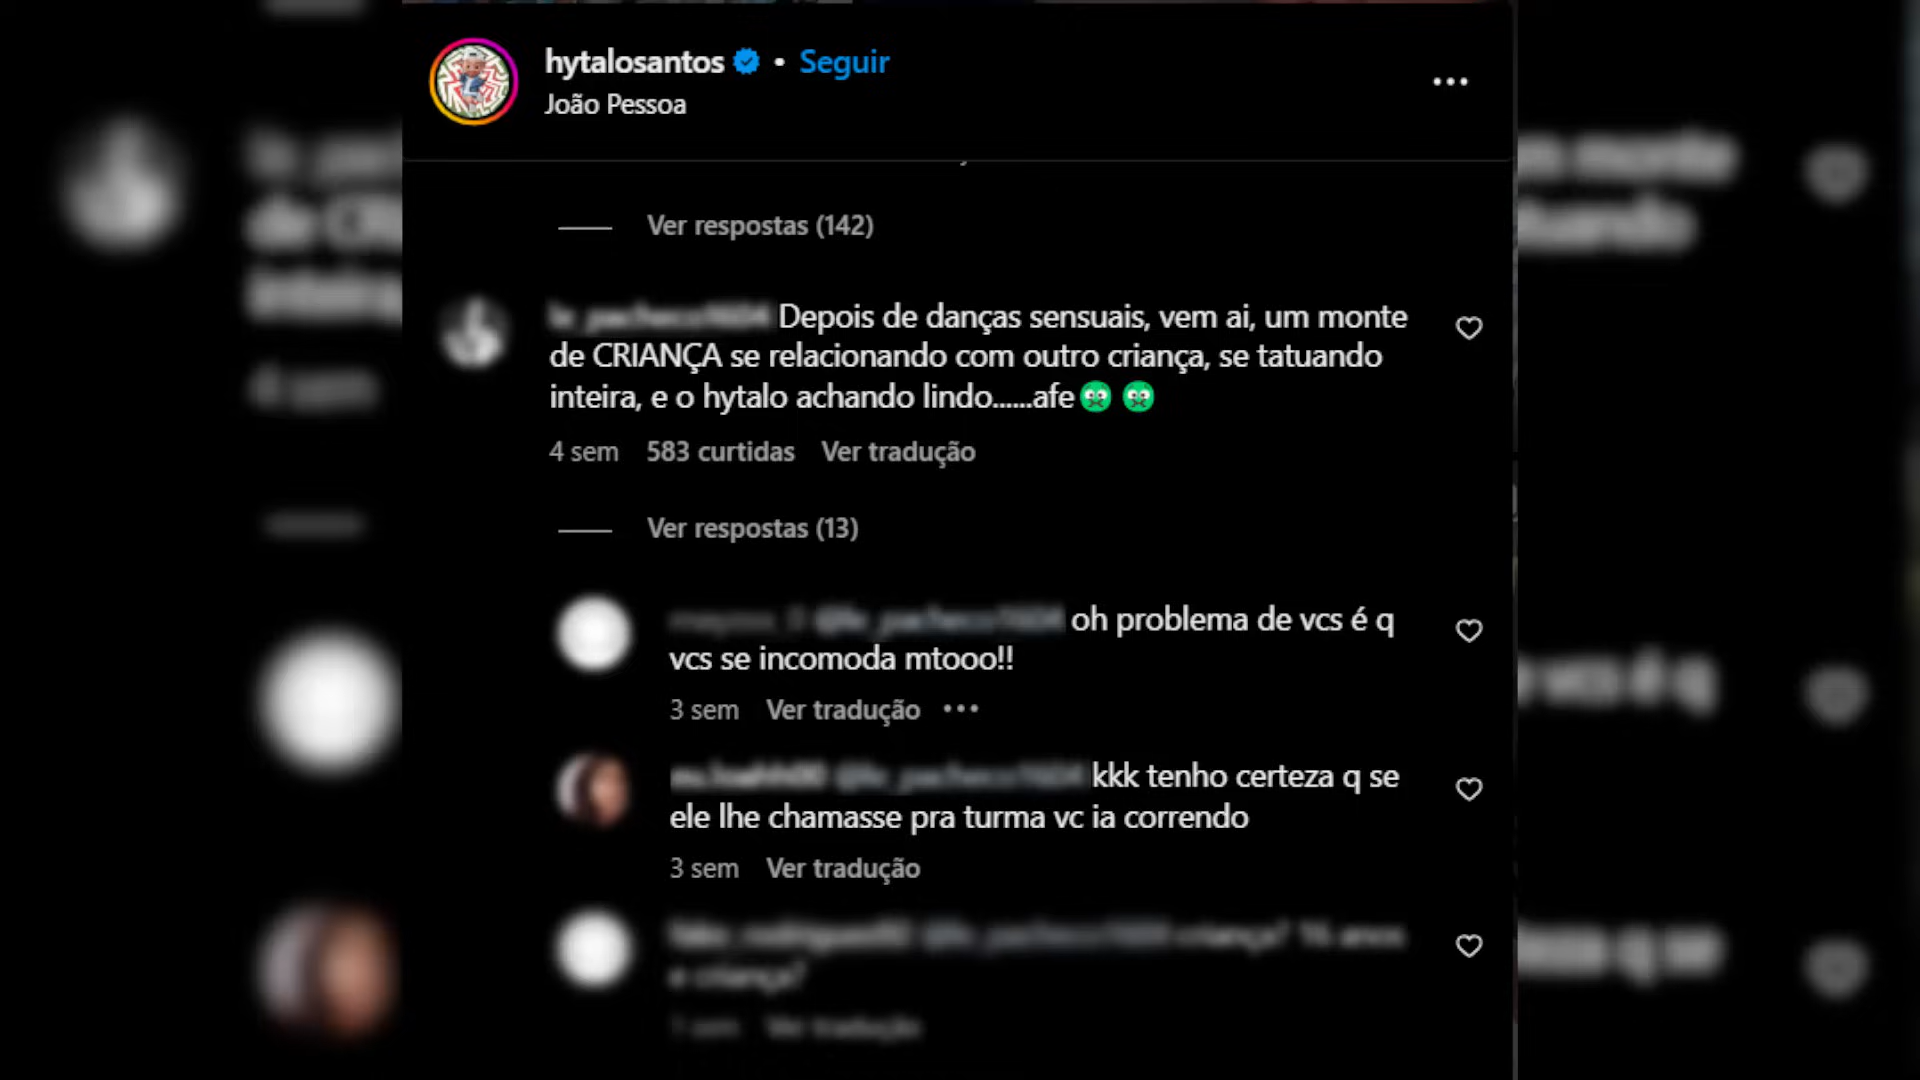 hytalosantos • Seguir
João Pessoa
Ver respostas (142)
Depois de danças sensuais, vem ai, um monte
de CRIANÇA se relacionando com outro criança, se tatuando
inteira, e o hytalo achando lindo......afe🤢 🤢
4 sem 583 curtidas Ver tradução
Ver respostas (13)
oh problema de vcs é q
vcs se incomoda mtooo!!
3 sem Ver tradução
kkk tenho certeza q se
ele lhe chamasse pra turma vc ia correndo
3 sem Ver tradução